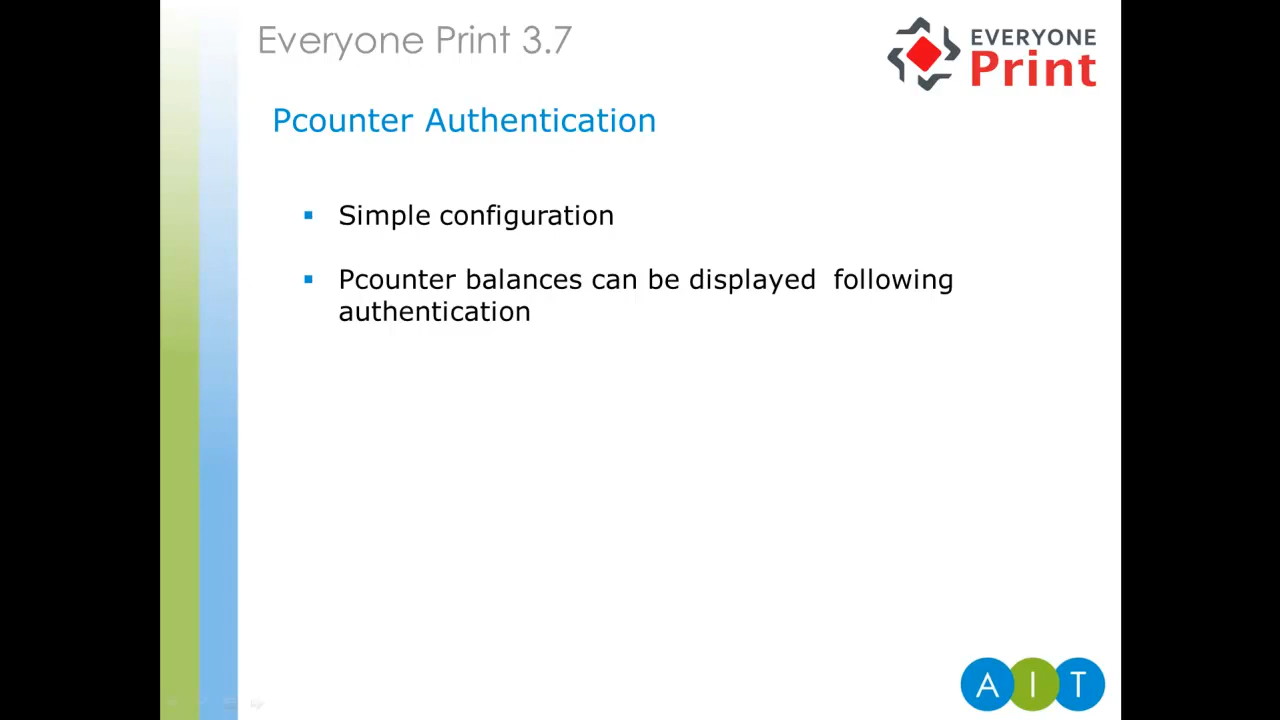 Everyone Print 3.7
EVERYONE
Print
Pcounter Authentication
▪ Simple configuration
▪ Pcounter balances can be displayed  following
authentication
A I T